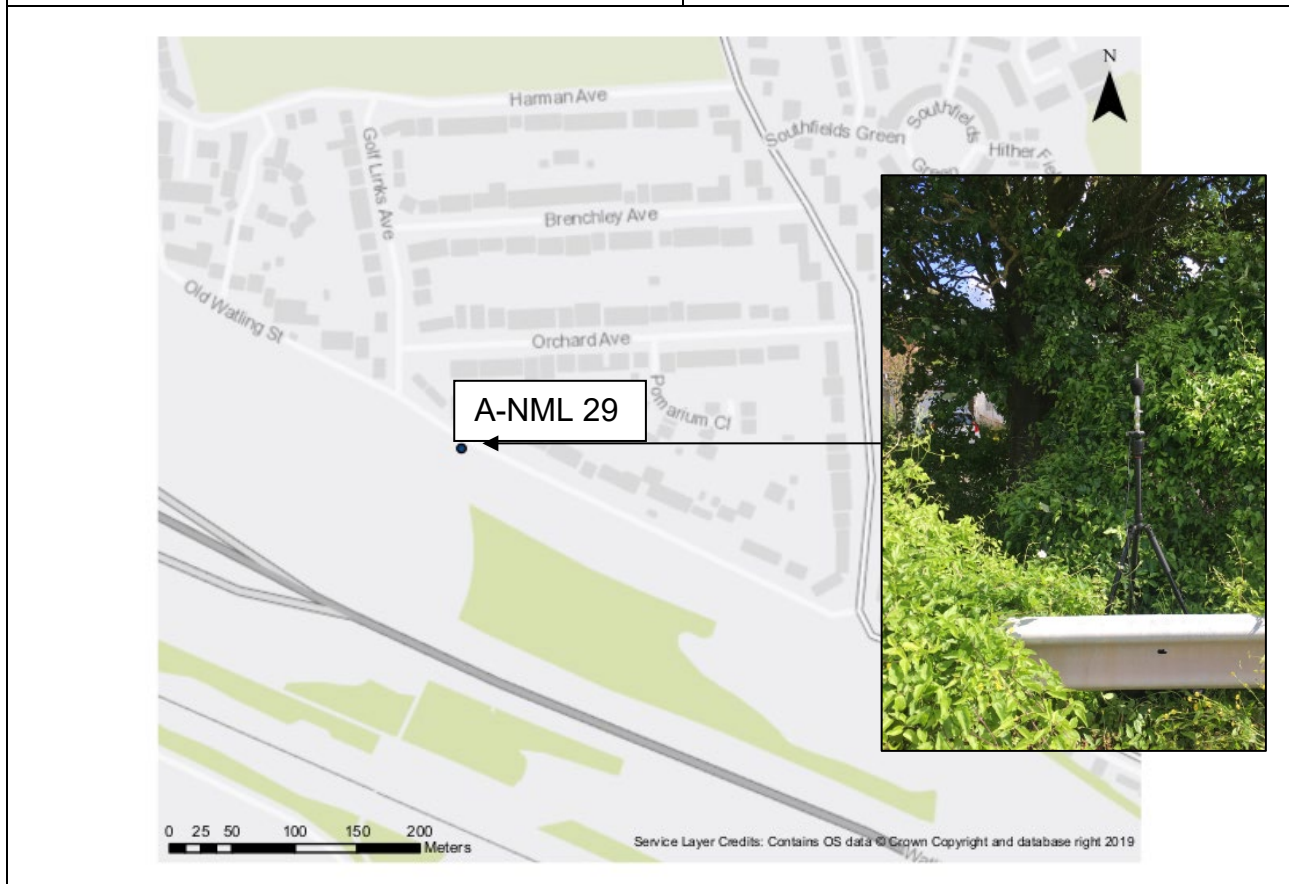 N
Harman Ave
Southfields Green
Southfields
Green
Hither Fie
Golf Links Ave
Brenchley Ave
Old Watling St
Orchard Ave
Pomarium Cl
A-NML 29
0 25 50 100 150 200
Meters
Service Layer Credits: Contains OS data © Crown Copyright and database right 2019